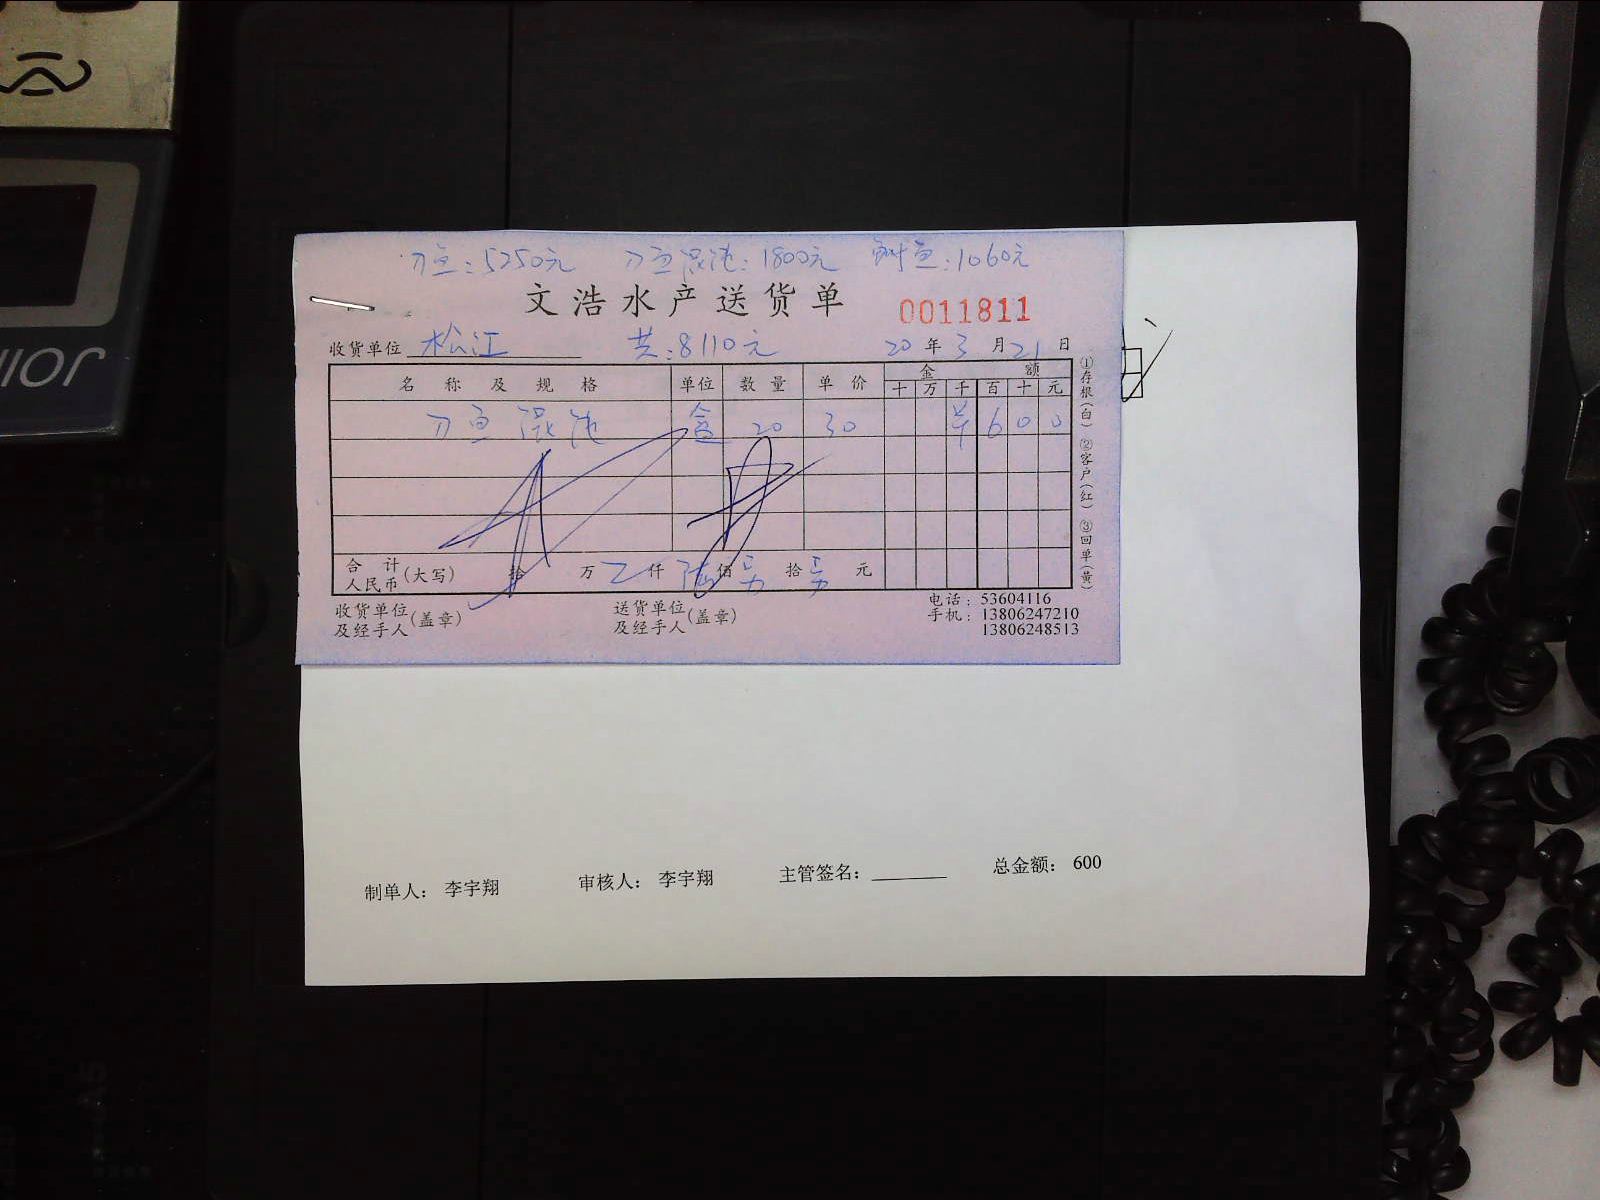 刀鱼:5250元 刀鱼混沌:1800元 鲥鱼:1060元
文浩水产送货单 0011811
收货单位 松江 共:8110元 20年3月21日
名称及规格 单位 数量 单价 金额
十 万 千 百 十 元
刀鱼混沌 盒 20 30 ¥ 6 0 0
合计人民币(大写) 拾 万 仟 陆佰 另拾 另元
收货单位及经手人(盖章) 送货单位及经手人(盖章) 电话:53604116
手机:13806247210
13806248513
①存根(白) ②客户(红) ③回单(黄)
制单人: 李宇翔 审核人: 李宇翔 主管签名: 总金额: 600